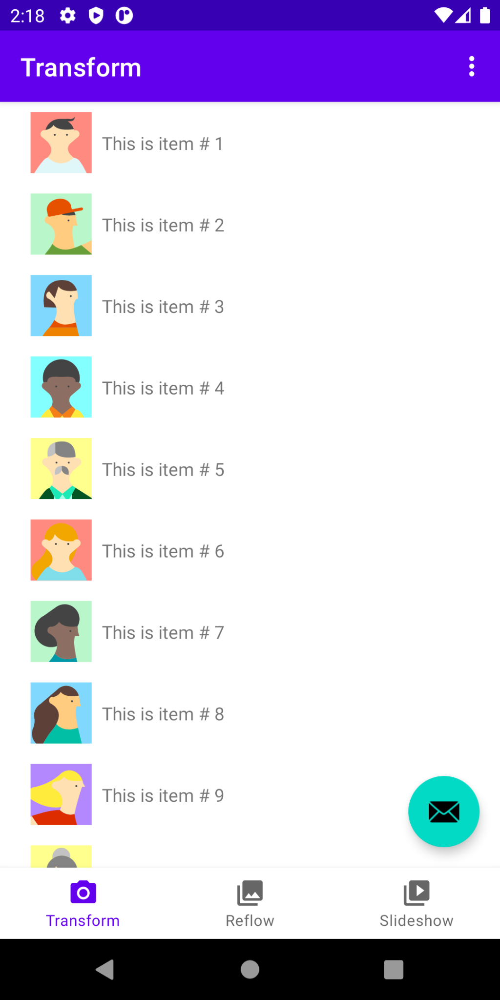 2:18
Transform
This is item # 1
This is item # 2
This is item # 3
This is item # 4
This is item # 5
This is item # 6
This is item # 7
This is item # 8
This is item # 9
Transform
Reflow
Slideshow